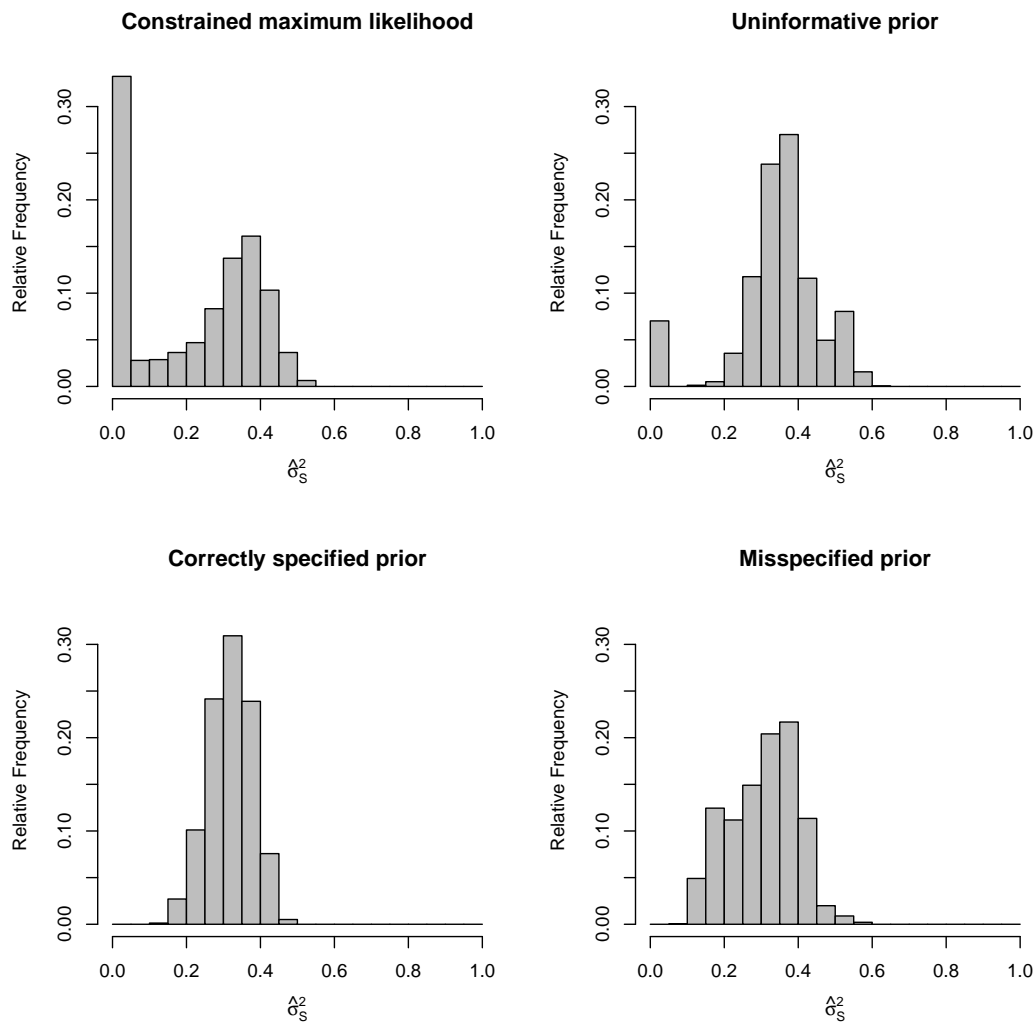 Constrained maximum likelihood
Relative Frequency
0.00 0.10 0.20 0.30
0.0 0.2 0.4 0.6 0.8 1.0
σ̂²_S
Uninformative prior
Relative Frequency
0.00 0.10 0.20 0.30
0.0 0.2 0.4 0.6 0.8 1.0
σ̂²_S
Correctly specified prior
Relative Frequency
0.00 0.10 0.20 0.30
0.0 0.2 0.4 0.6 0.8 1.0
σ̂²_S
Misspecified prior
Relative Frequency
0.00 0.10 0.20 0.30
0.0 0.2 0.4 0.6 0.8 1.0
σ̂²_S